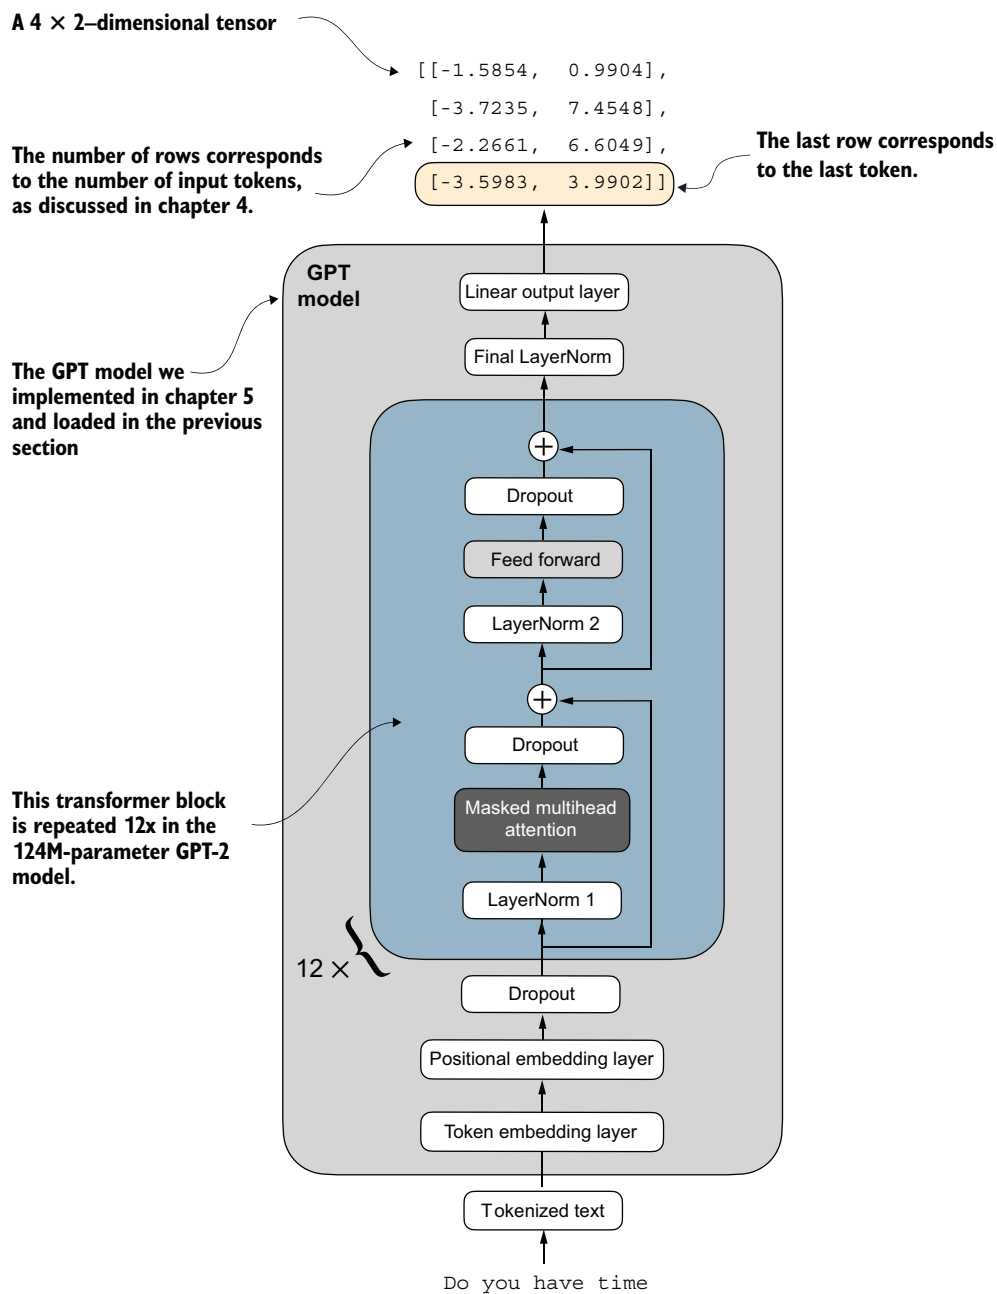 A 4 × 2–dimensional tensor
[[-1.5854, 0.9904],
[-3.7235, 7.4548],
[-2.2661, 6.6049],
[-3.5983, 3.9902]]
The number of rows corresponds
to the number of input tokens,
as discussed in chapter 4.
The last row corresponds
to the last token.
GPT
model
Linear output layer
Final LayerNorm
The GPT model we
implemented in chapter 5
and loaded in the previous
section
+
Dropout
Feed forward
LayerNorm 2
+
Dropout
Masked multihead
attention
LayerNorm 1
This transformer block
is repeated 12x in the
124M-parameter GPT-2
model.
12 ×
Dropout
Positional embedding layer
Token embedding layer
Tokenized text
Do you have time